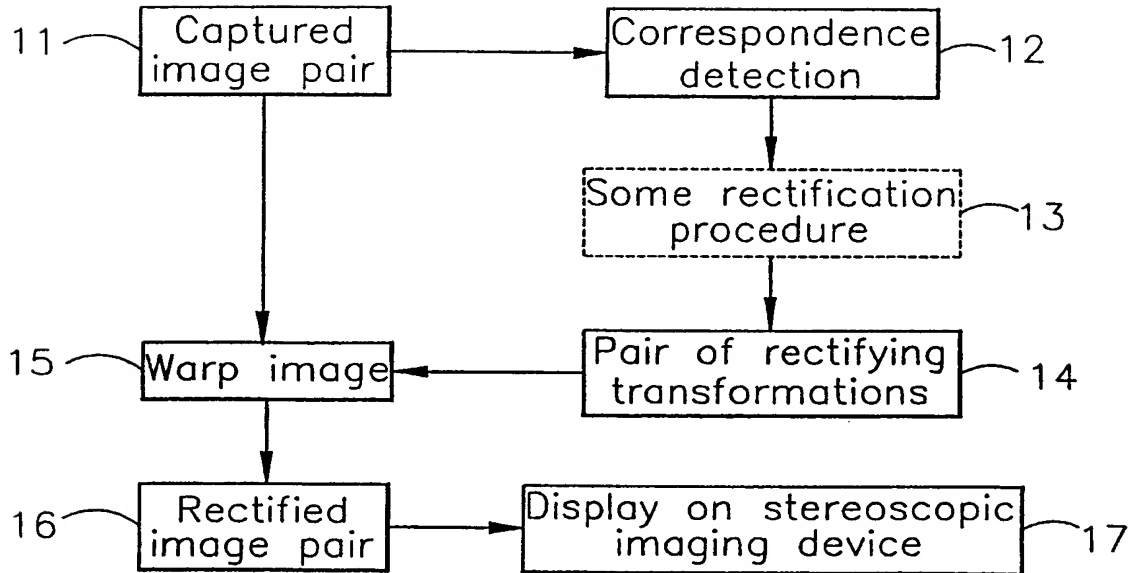 11
Captured
image pair
Correspondence
detection
12
Some rectification
procedure
13
Pair of rectifying
transformations
14
15
Warp image
16
Rectified
image pair
Display on stereoscopic
imaging device
17